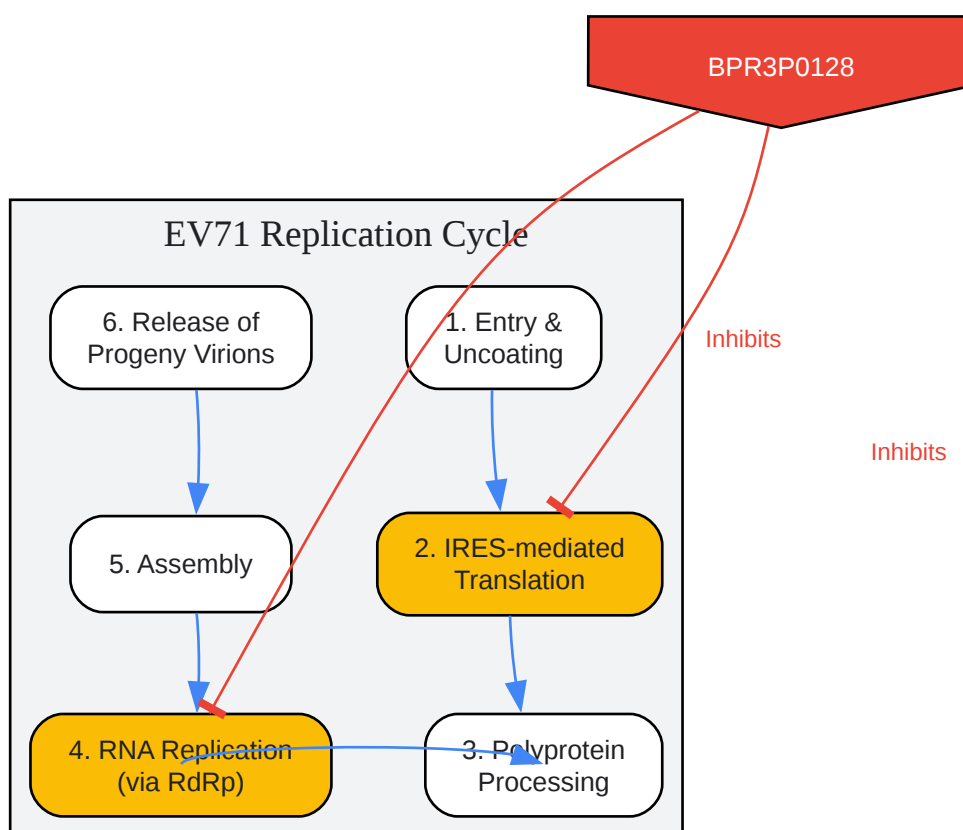 BPR3P0128
EV71 Replication Cycle
6. Release of
Progeny Virions
1. Entry &
Uncoating
Inhibits
Inhibits
5. Assembly
2. IRES-mediated
Translation
4. RNA Replication
(via RdRp)
3. Polyprotein
Processing